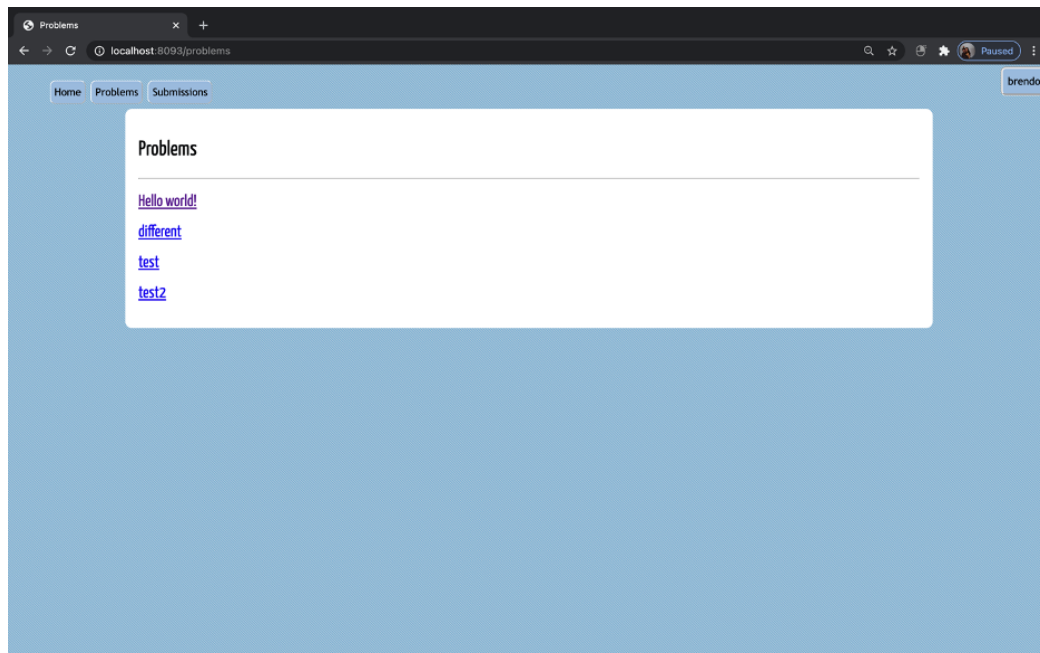 Problems
localhost:8093/problems
Paused
Home Problems Submissions
brendo
Problems
Hello world!
different
test
test2